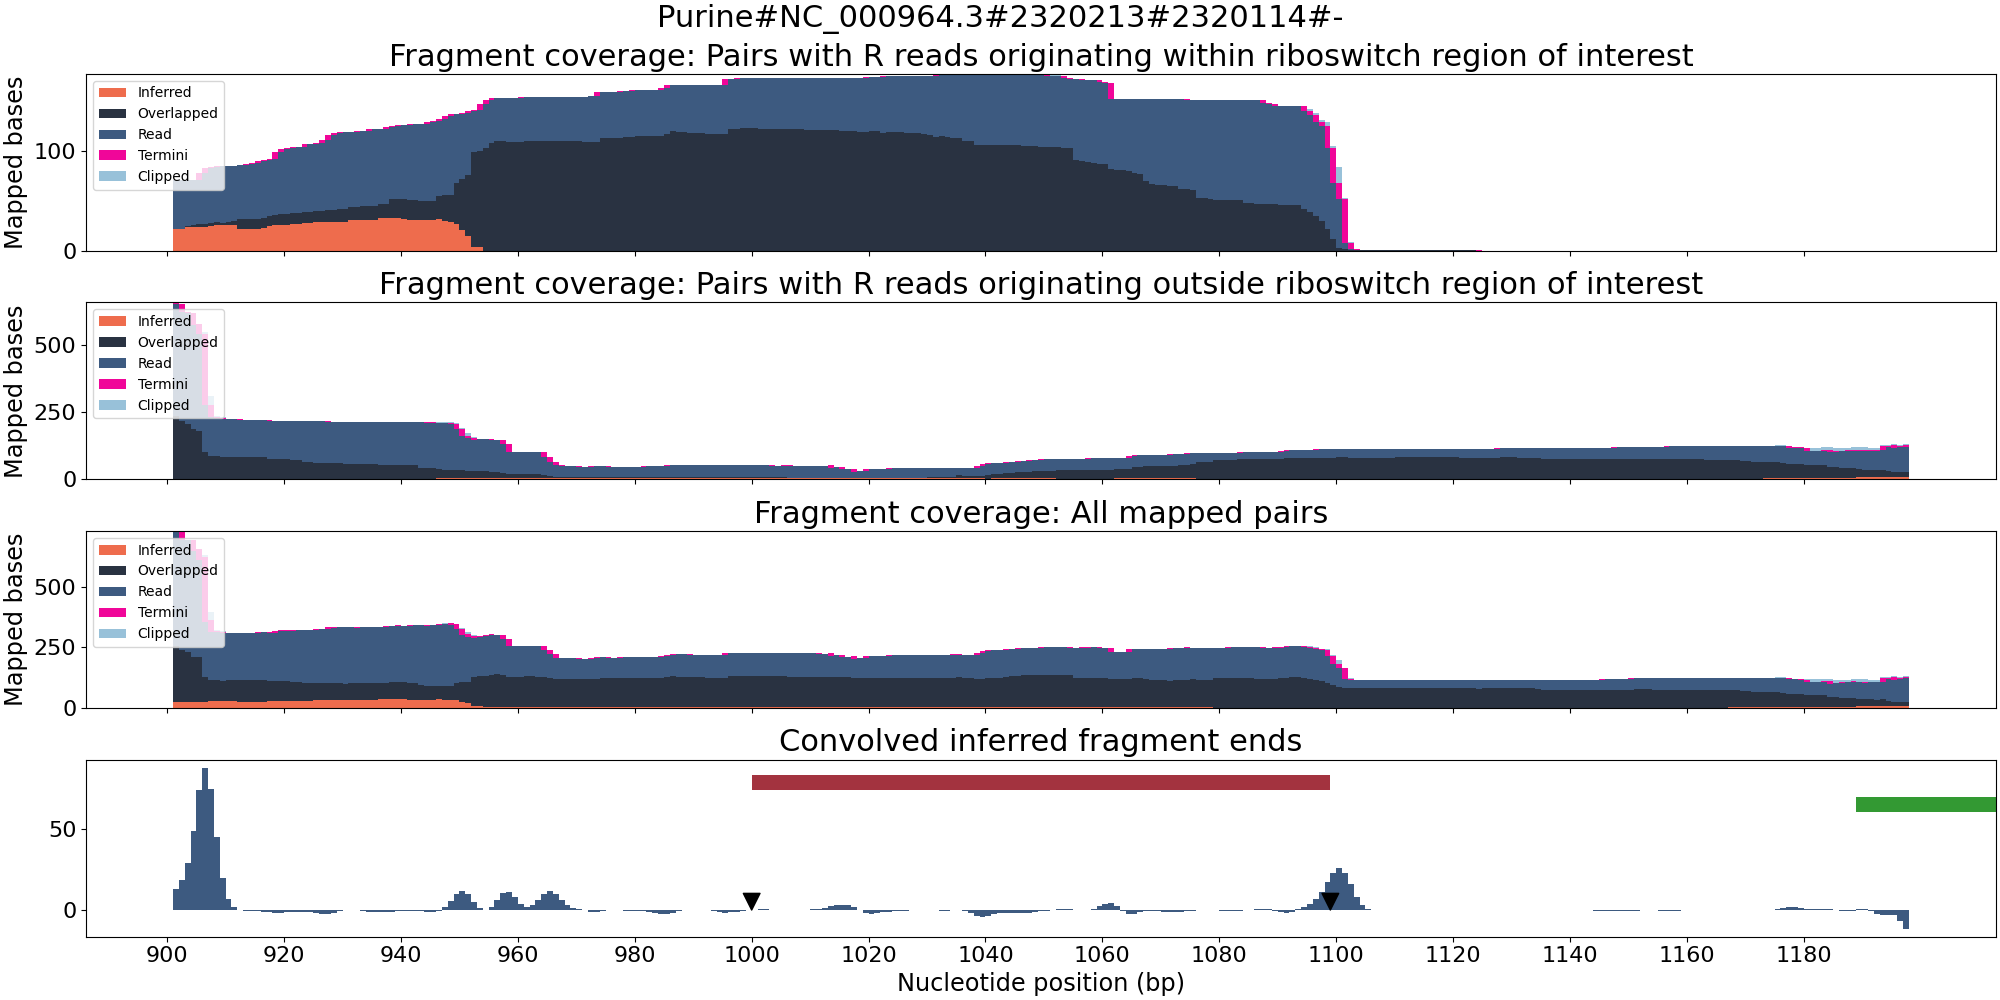 Purine#NC_000964.3#2320213#2320114#-
Fragment coverage: Pairs with R reads originating within riboswitch region of interest
Mapped bases
100
0
Inferred
Overlapped
Read
Termini
Clipped
Fragment coverage: Pairs with R reads originating outside riboswitch region of interest
Mapped bases
500
250
0
Inferred
Overlapped
Read
Termini
Clipped
Fragment coverage: All mapped pairs
Mapped bases
500
250
0
Inferred
Overlapped
Read
Termini
Clipped
Convolved inferred fragment ends
50
0
900 920 940 960 980 1000 1020 1040 1060 1080 1100 1120 1140 1160 1180
Nucleotide position (bp)